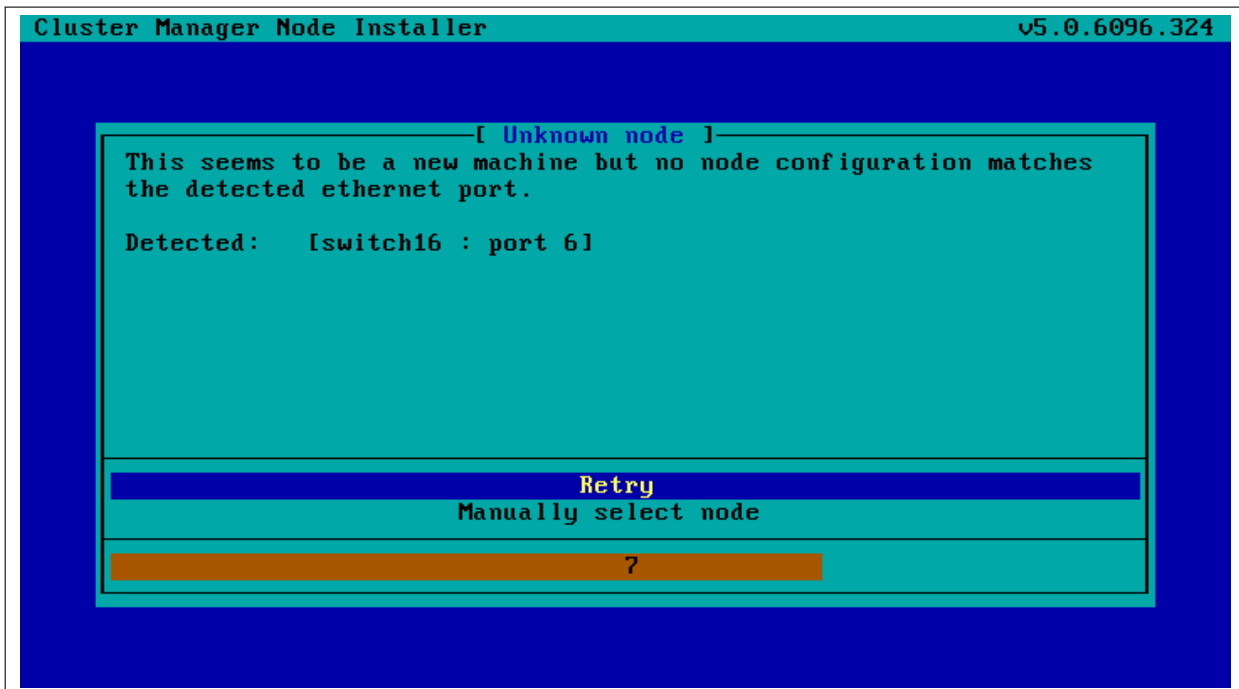 Cluster Manager Node Installer v5.0.6096.324
[ Unknown node ]
This seems to be a new machine but no node configuration matches
the detected ethernet port.
Detected: [switch16 : port 6]
Retry
Manually select node
7